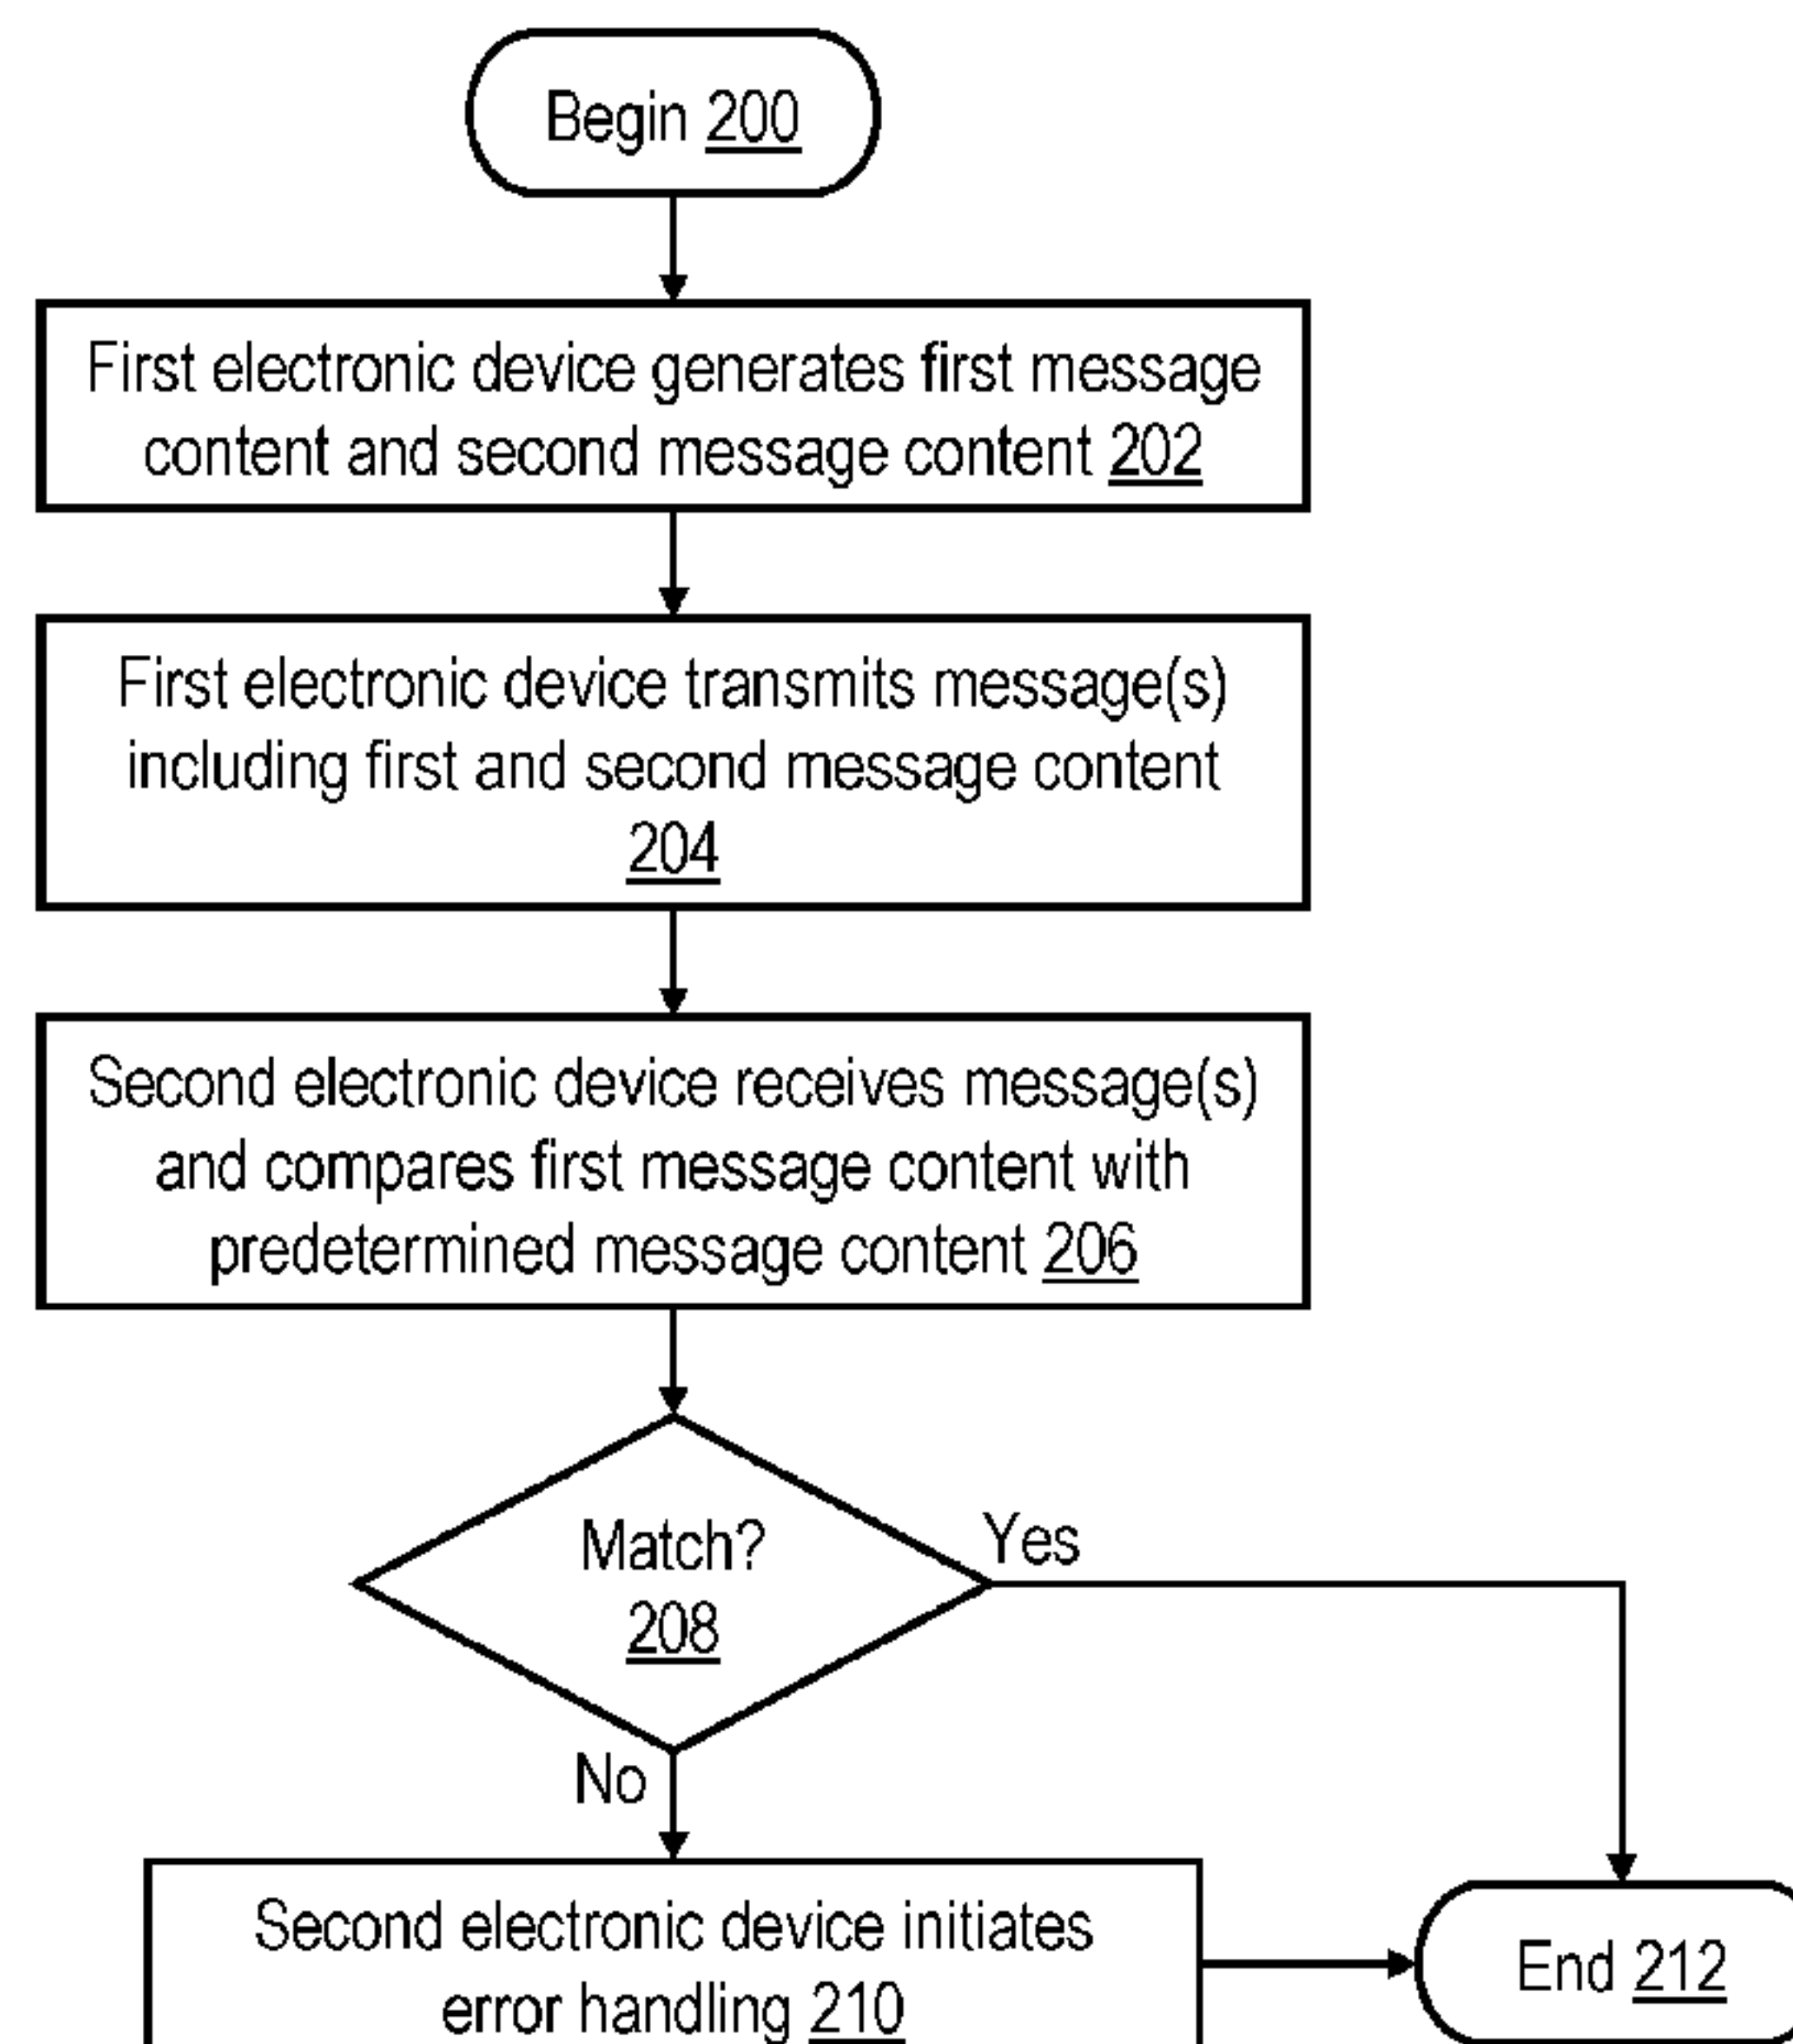 Begin 200
First electronic device generates first message
content and second message content 202
First electronic device transmits message(s)
including first and second message content
204
Second electronic device receives message(s)
and compares first message content with
predetermined message content 206
Match?
208
Yes
No
Second electronic device initiates
error handling 210
End 212